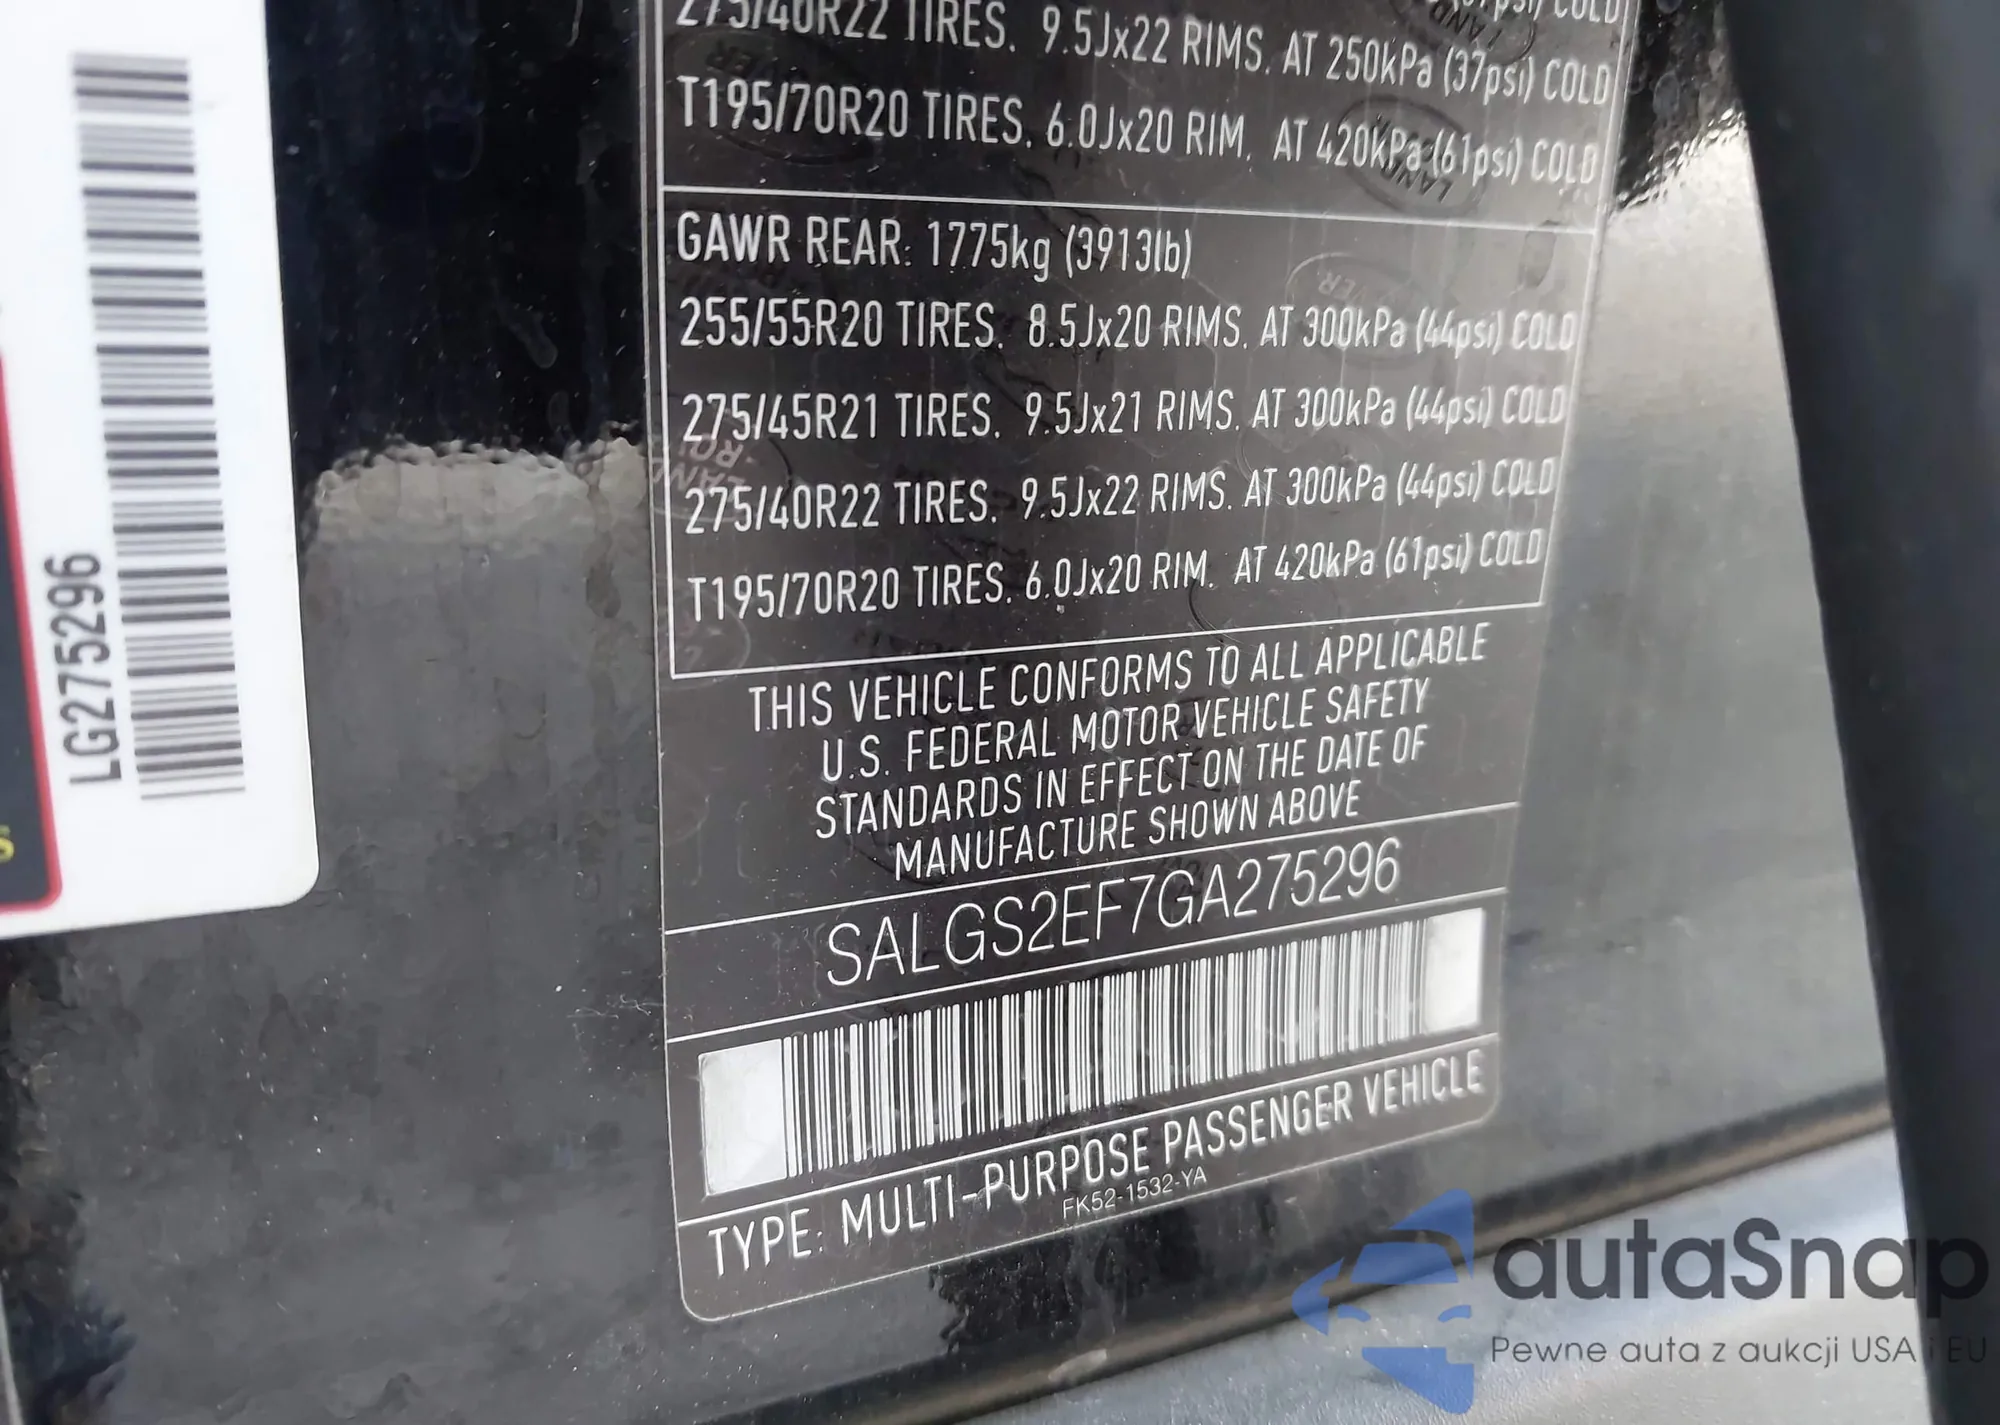 275/40R22 TIRES. 9.5Jx22 RIMS. AT 250kPa (37psi) COLD
T195/70R20 TIRES. 6.0Jx20 RIM. AT 420kPa (61psi) COLD
GAWR REAR: 1775kg (3913lb)
255/55R20 TIRES. 8.5Jx20 RIMS. AT 300kPa (44psi) COLD
275/45R21 TIRES. 9.5Jx21 RIMS. AT 300kPa (44psi) COLD
275/40R22 TIRES. 9.5Jx22 RIMS. AT 300kPa (44psi) COLD
T195/70R20 TIRES. 6.0Jx20 RIM. AT 420kPa (61psi) COLD
THIS VEHICLE CONFORMS TO ALL APPLICABLE
U.S. FEDERAL MOTOR VEHICLE SAFETY
STANDARDS IN EFFECT ON THE DATE OF
MANUFACTURE SHOWN ABOVE
SALGS2EF7GA275296
TYPE: MULTI-PURPOSE PASSENGER VEHICLE
FK52-1532-YA
LG275296
autaSnap
Pewne auta z aukcji USA i EU